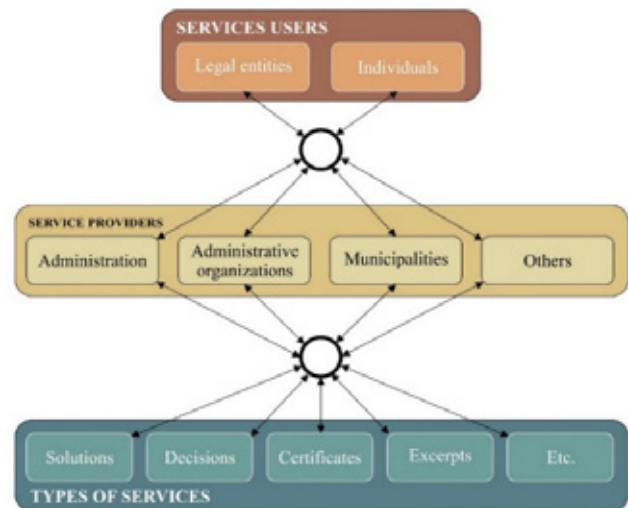 SERVICES USERS
Legal entities
Individuals
SERVICE PROVIDERS
Administration
Administrative
organizations
Municipalities
Others
Solutions
Decisions
Certificates
Excerpts
Etc.
TYPES OF SERVICES